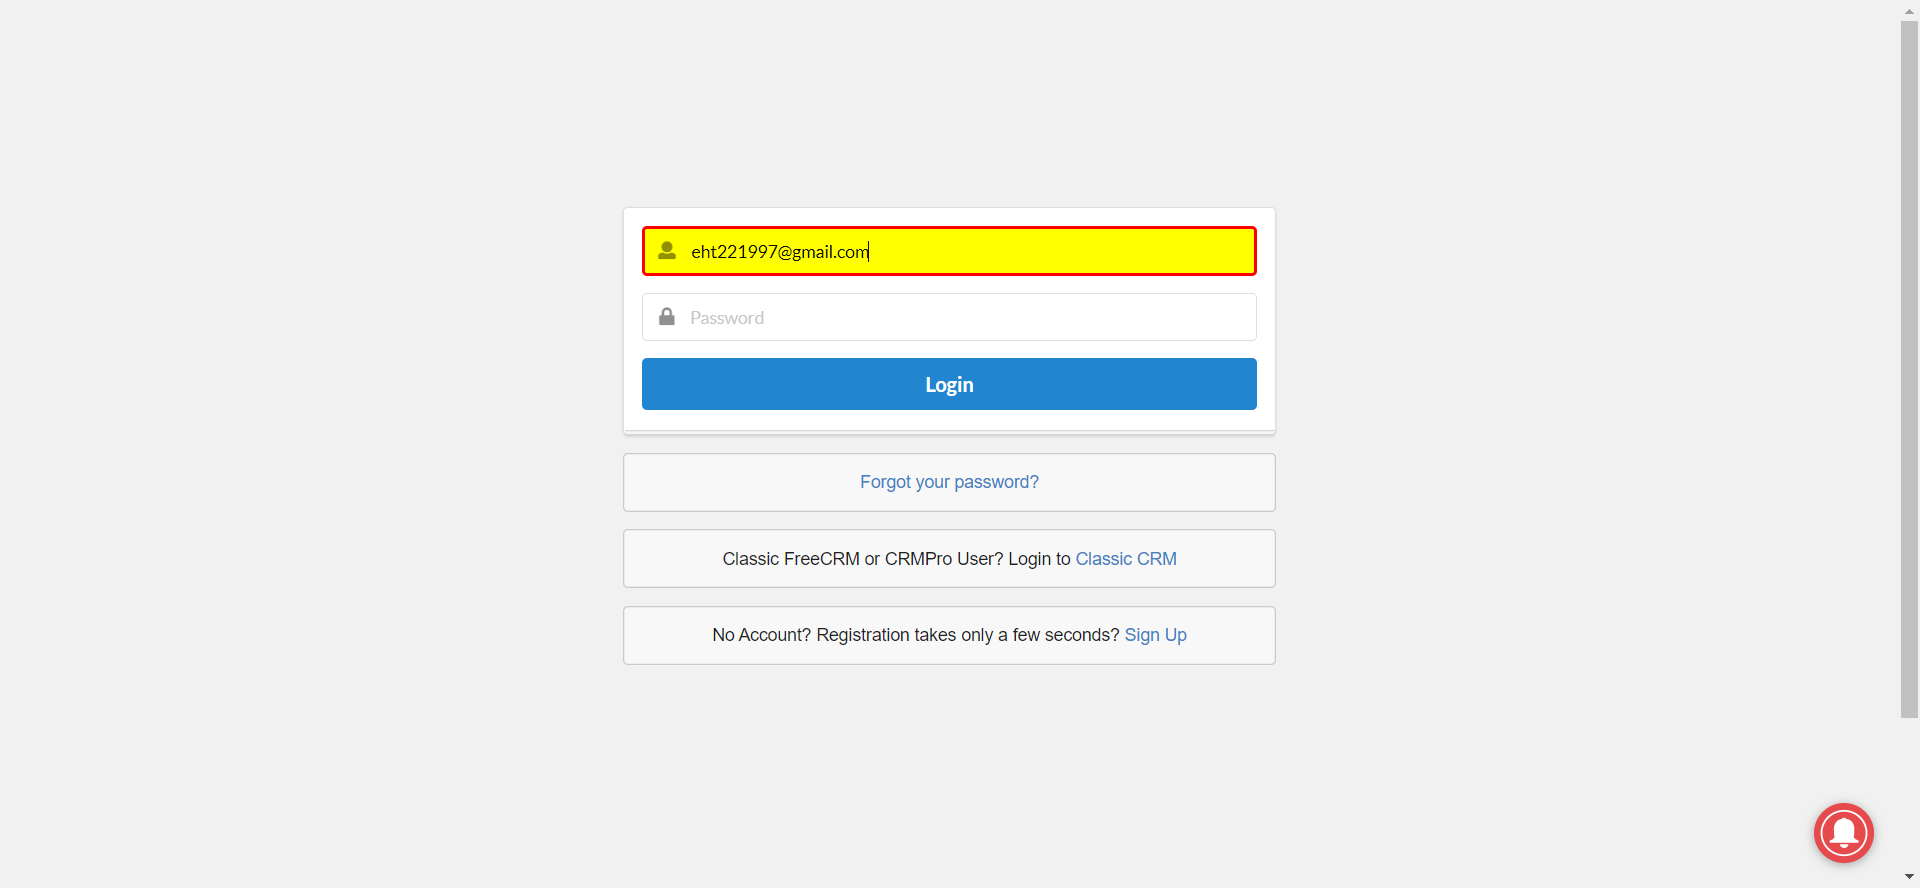 eht221997@gmail.com
Password
Login
Forgot your password?
Classic FreeCRM or CRMPro User? Login to Classic CRM
No Account? Registration takes only a few seconds? Sign Up